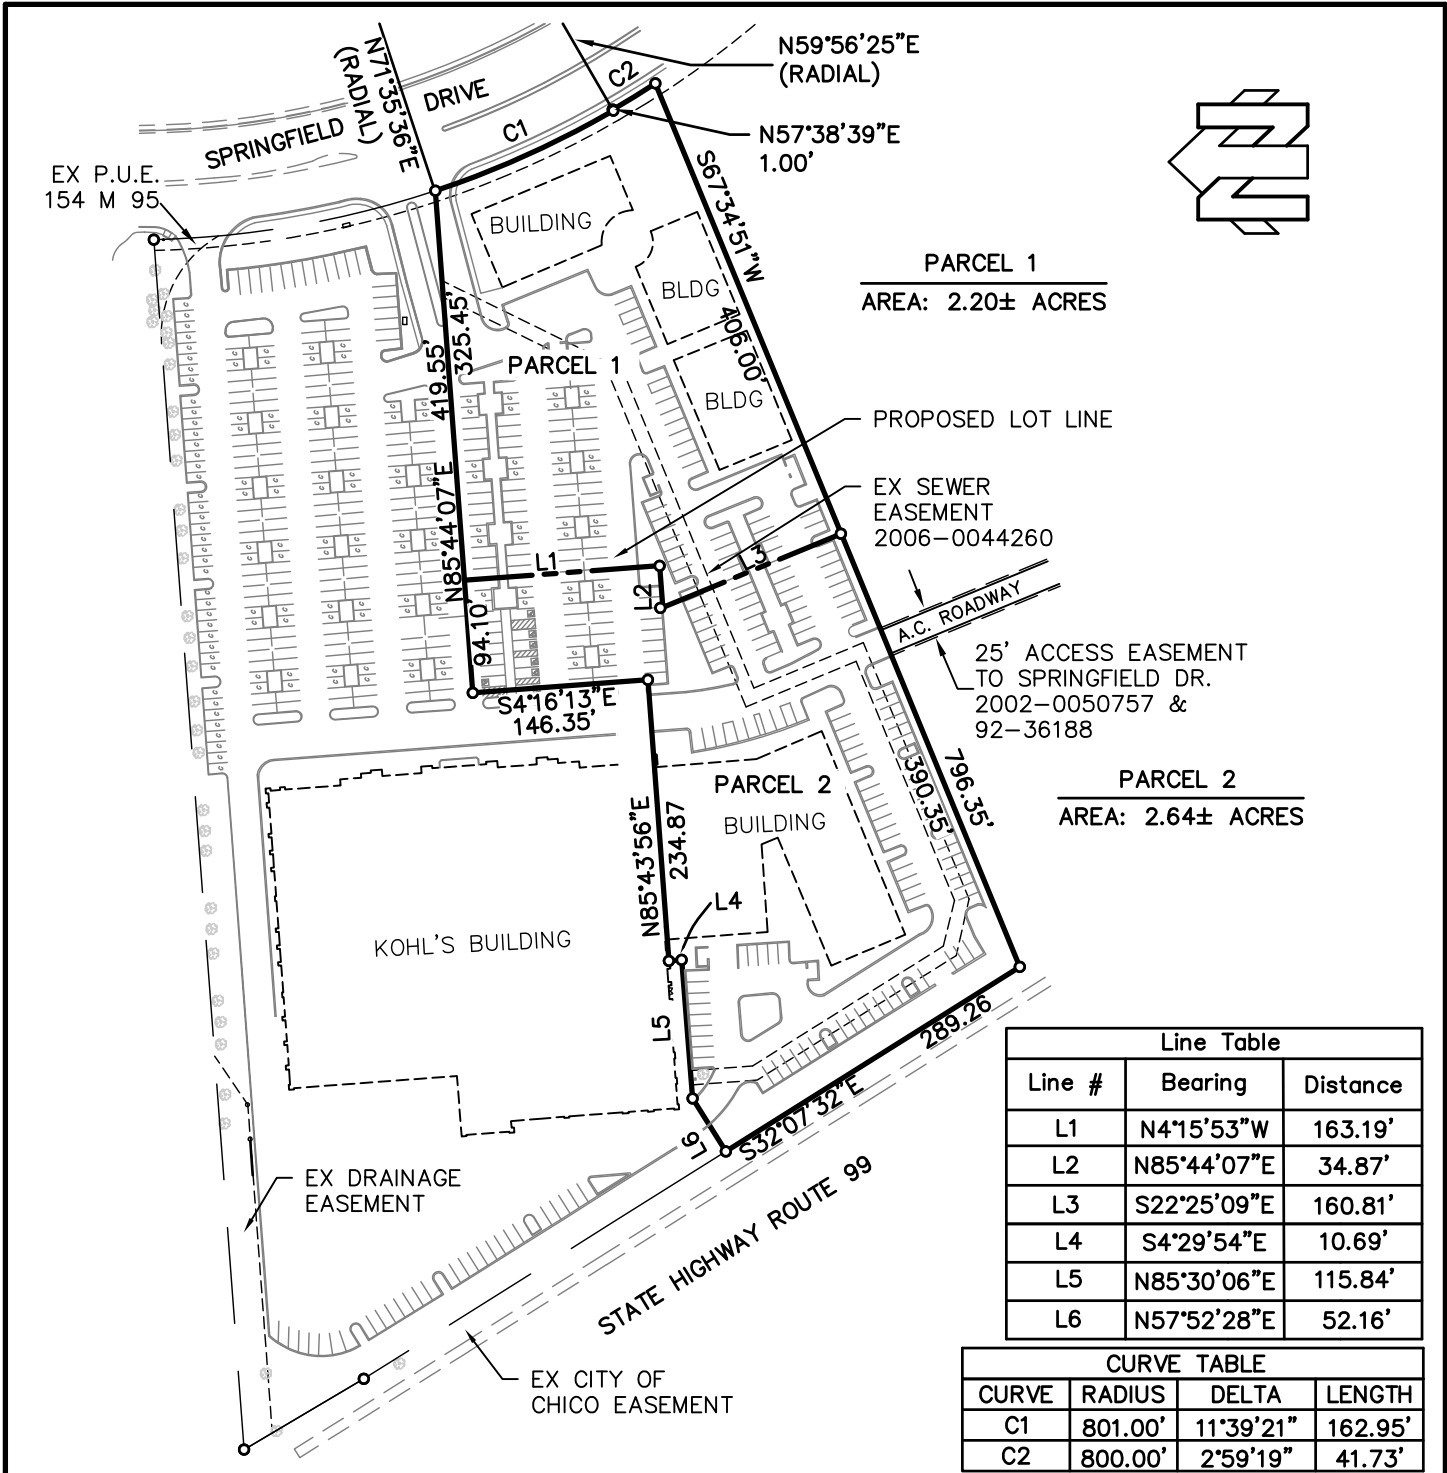 N59°56'25"E
(RADIAL)
N71°35'36"E
(RADIAL)
C2
DRIVE
C1
SPRINGFIELD
N57°38'39"E
1.00'
EX P.U.E.
154 M 95
S67°34'51"W
406.00'
BUILDING
BLDG
BLDG
PARCEL 1
AREA: 2.20± ACRES
419.55'
325.45'
PARCEL 1
PROPOSED LOT LINE
N85°44'07"E
EX SEWER
EASEMENT
2006-0044260
L1
L2
L3
94.10'
A.C. ROADWAY
25' ACCESS EASEMENT
TO SPRINGFIELD DR.
2002-0050757 &
92-36188
S4°16'13"E
146.35'
PARCEL 2
BUILDING
390.35'
796.35'
PARCEL 2
AREA: 2.64± ACRES
N85°43'56"E
234.87
L4
KOHL'S BUILDING
L5
289.26
S32°07'32"E
L6
STATE HIGHWAY ROUTE 99
EX DRAINAGE
EASEMENT
EX CITY OF
CHICO EASEMENT
Line Table
Line # Bearing Distance
L1 N4°15'53"W 163.19'
L2 N85°44'07"E 34.87'
L3 S22°25'09"E 160.81'
L4 S4°29'54"E 10.69'
L5 N85°30'06"E 115.84'
L6 N57°52'28"E 52.16'
CURVE TABLE
CURVE RADIUS DELTA LENGTH
C1 801.00' 11°39'21" 162.95'
C2 800.00' 2°59'19" 41.73'